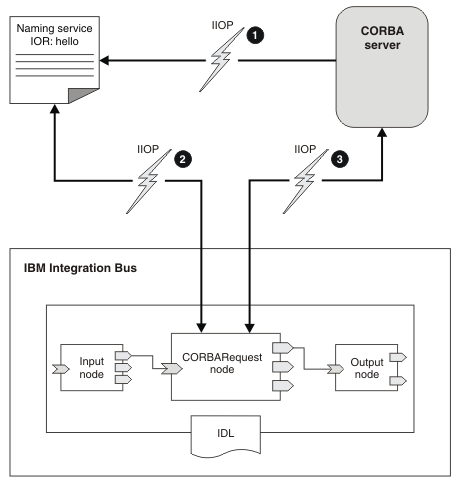 Naming service
IOR: hello
IIOP
1
CORBA
server
IIOP
2
IIOP
3
IBM Integration Bus
Input
node
CORBARequest
node
Output
node
IDL